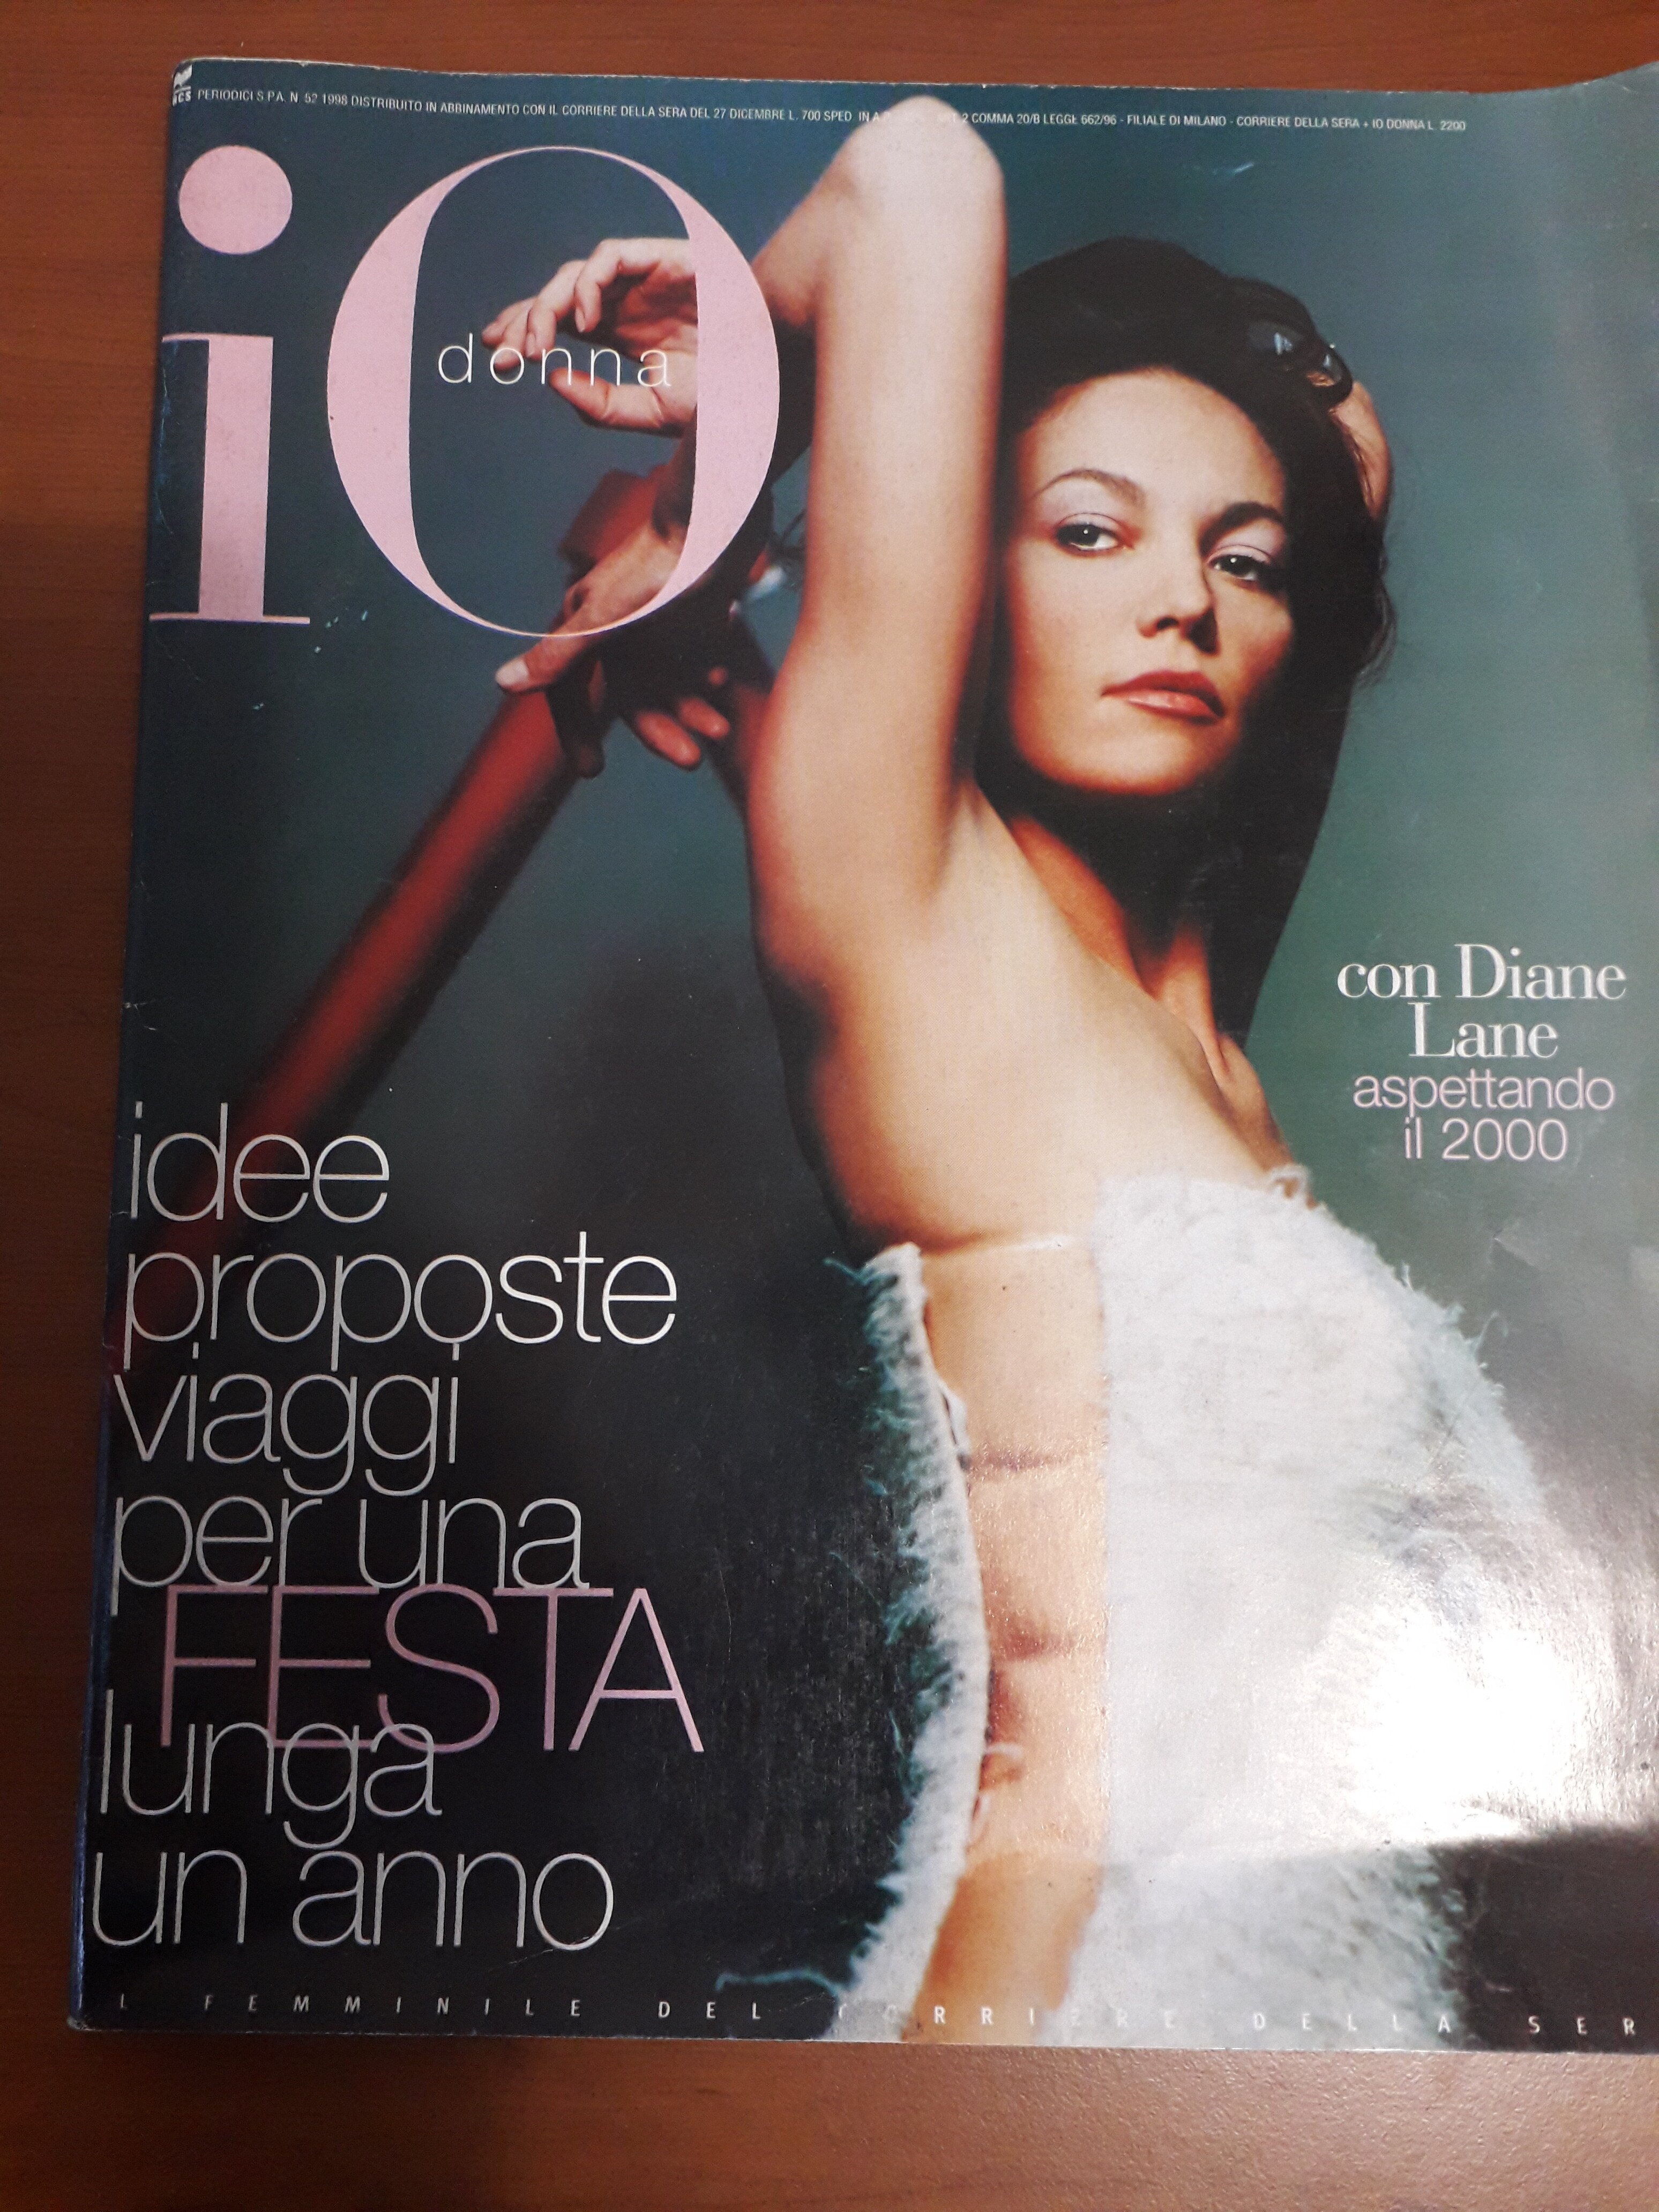 RCS PERIODICI S.P.A. N. 52 1998 DISTRIBUITO IN ABBINAMENTO CON IL CORRIERE DELLA SERA DEL 27 DICEMBRE L. 700 SPED. IN 2 COMMA 20/B LEGGE 662/96 - FILIALE DI MILANO - CORRIERE DELLA SERA + IO DONNA L. 2200
iO
donna
con Diane
Lane
aspettando
il 2000
idee
proposte
viaggi
per una
FESTA
lunga
un anno
L FEMMINILE DEL CORRIERE DELLA SER